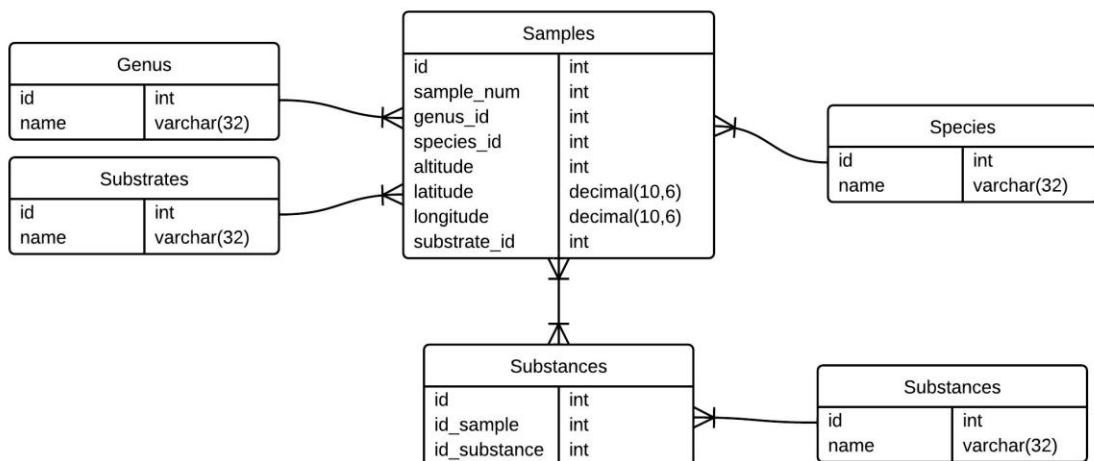 Genus
id int
name varchar(32)
Substrates
id int
name varchar(32)
Samples
id int
sample_num int
genus_id int
species_id int
altitude int
latitude decimal(10,6)
longitude decimal(10,6)
substrate_id int
Species
id int
name varchar(32)
Substances
id int
id_sample int
id_substance int
Substances
id int
name varchar(32)